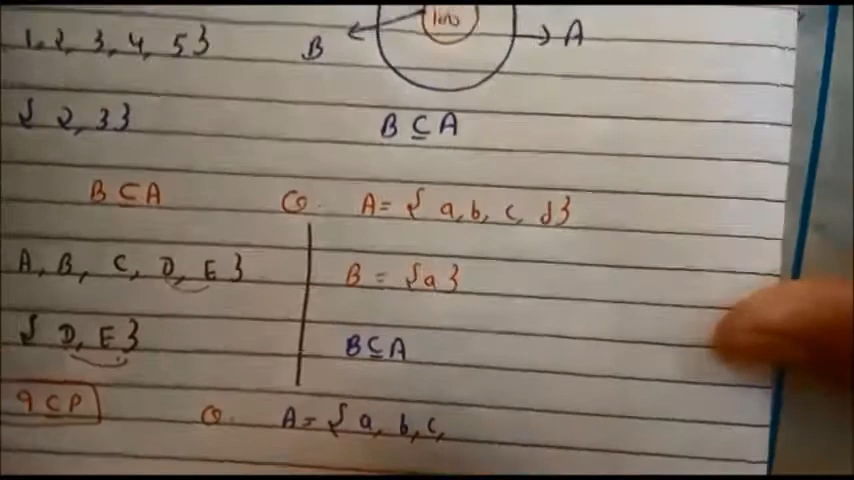 1, 2, 3, 4, 5}
B A
{ 2, 3}
B ⊆ A
B ⊂ A
Q. A = { a, b, c, d}
A, B, C, D, E}
B = {a}
{ D, E}
B ⊆ A
q ⊂ P
Q. A = { a, b, c,